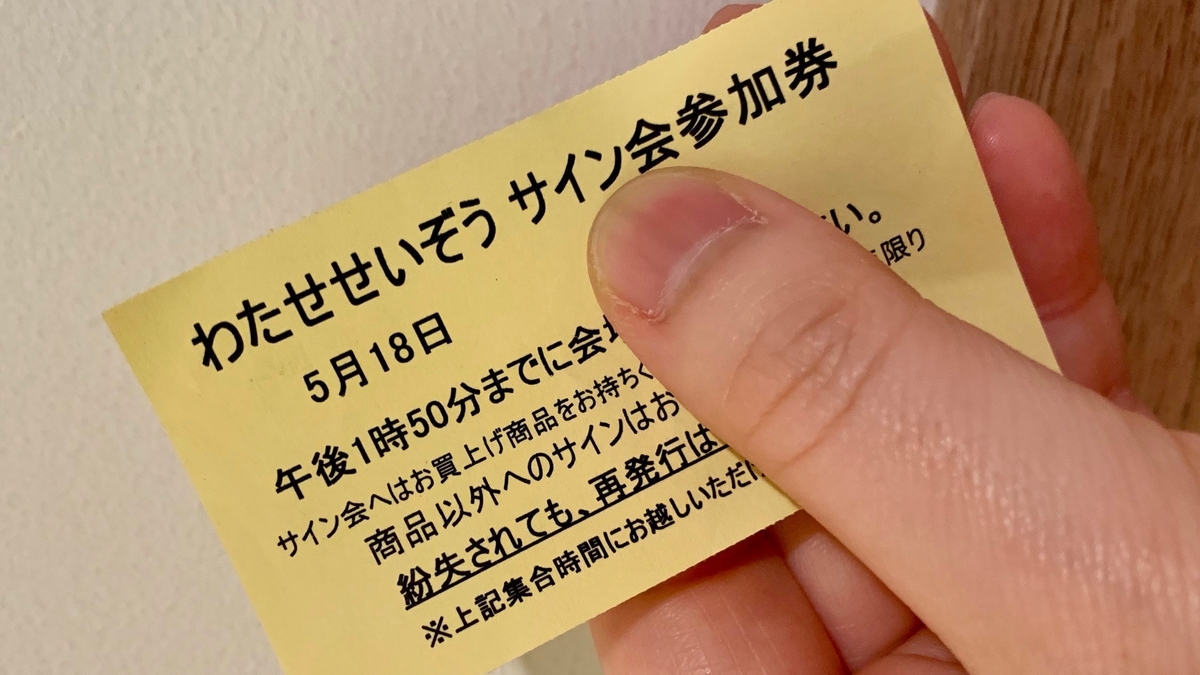 わたせせいぞう サイン会参加券
5月18日
午後1時50分までに会 い。
サイン会へはお買上げ商品をお持ちく 限り
商品以外へのサインはお
紛失されても、再発行は
※上記集合時間にお越しいただけ